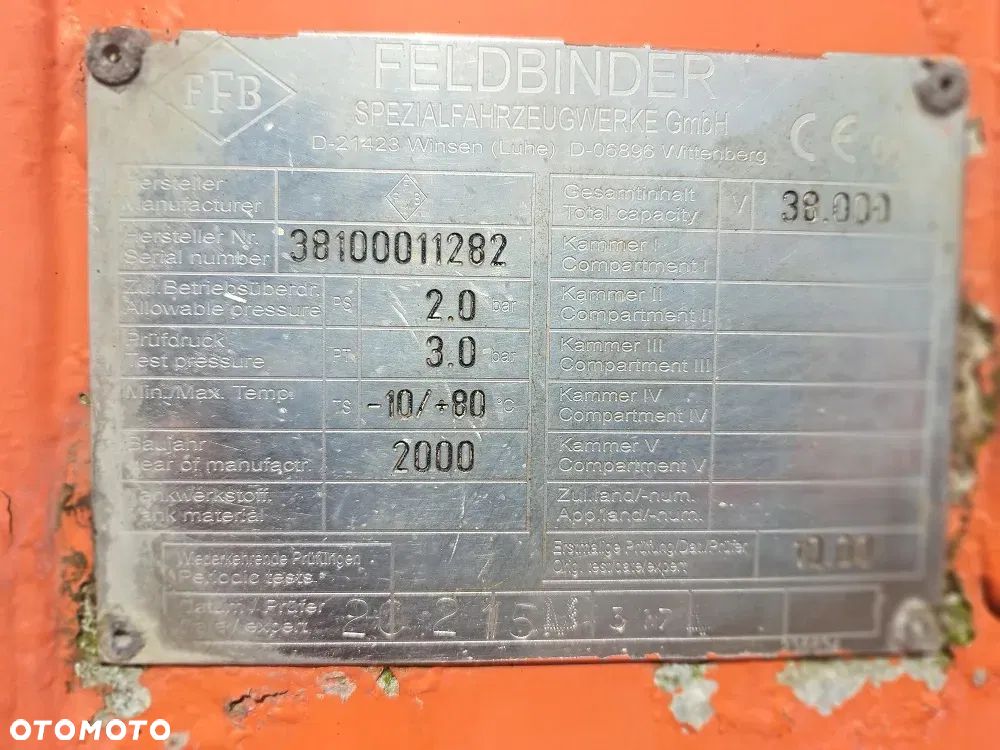 FFB
FELDBINDER
SPEZIALFAHRZEUGWERKE GmbH
D-21423 Winsen (Luhe) D-06896 Wittenberg
CE
Hersteller
Manufacturer
Hersteller Nr.
Serial number
38100011282
Zul. Betriebsüberdr.
Allowable pressure
PS
2.0 bar
Prüfdruck
Test pressure
PT
3.0 bar
Min./Max. Temp.
TS
-10/+80 °C
Baujahr
Year of manufactr.
2000
Tankwerkstoff.
Tank material
Gesamtinhalt
Total capacity
V
38.000
Kammer I
Compartment I
Kammer II
Compartment II
Kammer III
Compartment III
Kammer IV
Compartment IV
Kammer V
Compartment V
Zul.land/-num.
App.land/-num.
Erstmalige Prüfung/Dat/Prüfer
Orig. test/date/expert
10.00
Wiederkehrende Prüfungen
Periodic tests
Datum / Prüfer
Date / expert
OTOMOTO